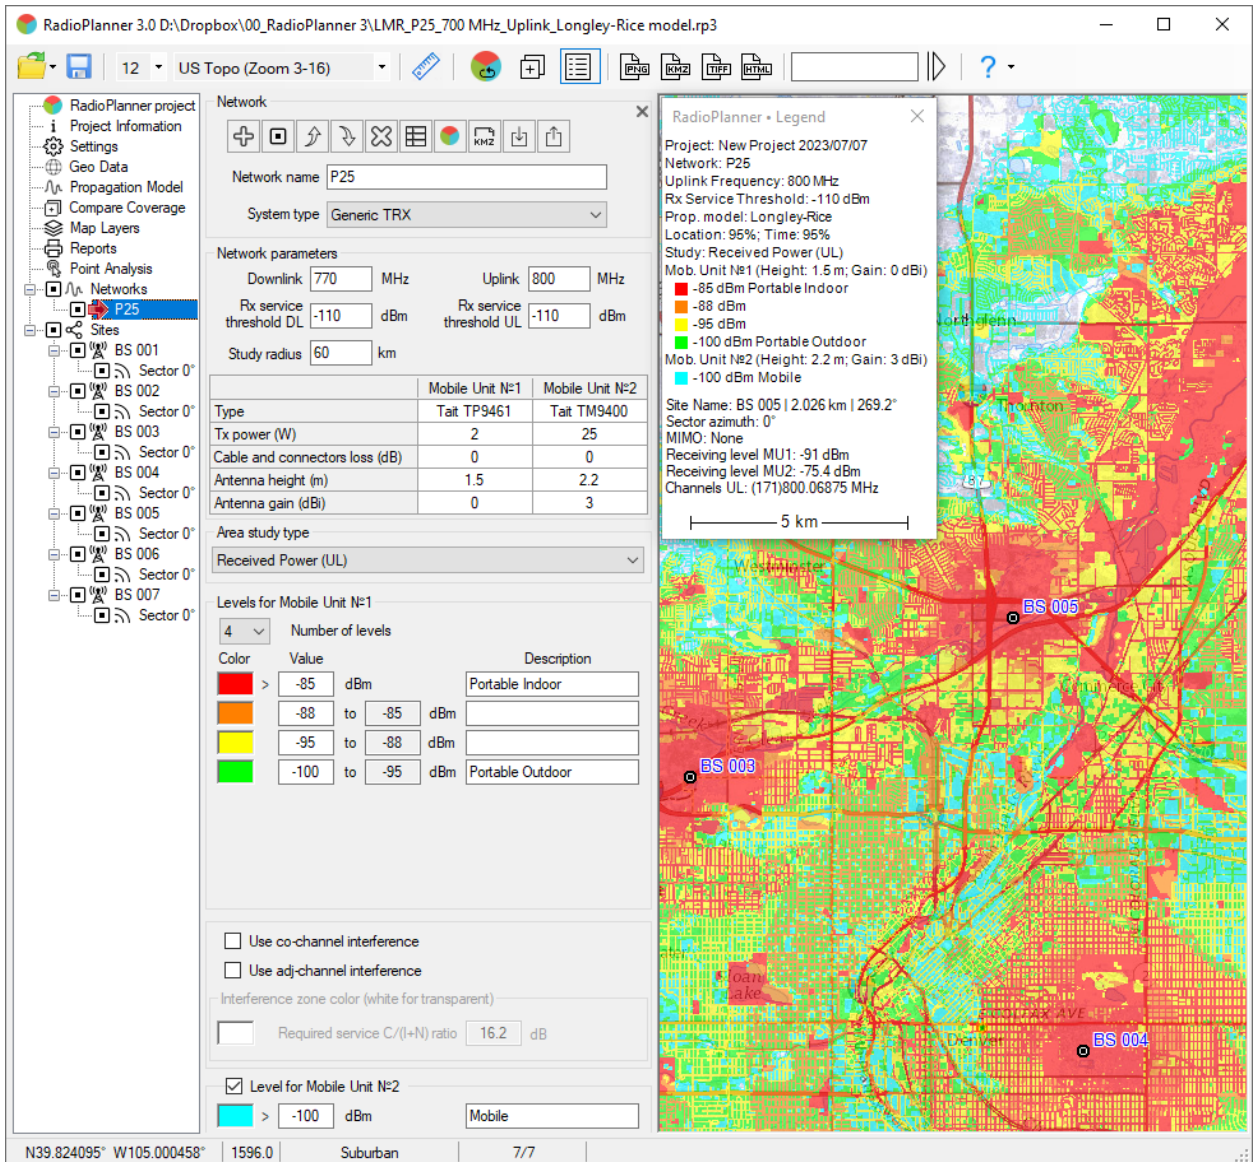 RadioPlanner 3.0 D:\Dropbox\00_RadioPlanner 3\LMR_P25_700 MHz_Uplink_Longley-Rice model.rp3
12 US Topo (Zoom 3-16) PNG KMZ TIFF HTML ?
RadioPlanner project
Project Information
Settings
Geo Data
Propagation Model
Compare Coverage
Map Layers
Reports
Point Analysis
Networks
P25
Sites
BS 001
Sector 0°
BS 002
Sector 0°
BS 003
Sector 0°
BS 004
Sector 0°
BS 005
Sector 0°
BS 006
Sector 0°
BS 007
Sector 0°
Network
KMZ
Network name P25
System type Generic TRX
Network parameters
Downlink 770 MHz Uplink 800 MHz
Rx service threshold DL -110 dBm Rx service threshold UL -110 dBm
Study radius 60 km
Mobile Unit №1 Mobile Unit №2
Type Tait TP9461 Tait TM9400
Tx power (W) 2 25
Cable and connectors loss (dB) 0 0
Antenna height (m) 1.5 2.2
Antenna gain (dBi) 0 3
Area study type
Received Power (UL)
Levels for Mobile Unit №1
4 Number of levels
Color Value Description
> -85 dBm Portable Indoor
-88 to -85 dBm
-95 to -88 dBm
-100 to -95 dBm Portable Outdoor
Use co-channel interference
Use adj-channel interference
Interference zone color (white for transparent)
Required service C/(I+N) ratio 16.2 dB
Level for Mobile Unit №2
> -100 dBm Mobile
RadioPlanner • Legend
Project: New Project 2023/07/07
Network: P25
Uplink Frequency: 800 MHz
Rx Service Threshold: -110 dBm
Prop. model: Longley-Rice
Location: 95%; Time: 95%
Study: Received Power (UL)
Mob. Unit №1 (Height: 1.5 m; Gain: 0 dBi)
-85 dBm Portable Indoor
-88 dBm
-95 dBm
-100 dBm Portable Outdoor
Mob. Unit №2 (Height: 2.2 m; Gain: 3 dBi)
-100 dBm Mobile
Site Name: BS 005 | 2.026 km | 269.2°
Sector azimuth: 0°
MIMO: None
Receiving level MU1: -91 dBm
Receiving level MU2: -75.4 dBm
Channels UL: (171)800.06875 MHz
5 km
Northglenn
Thornton
87
Westminster
BS 005
BS 003
Sloan
Lake
COLFAX AVE
Denver
BS 004
N39.824095° W105.000458° 1596.0 Suburban 7/7